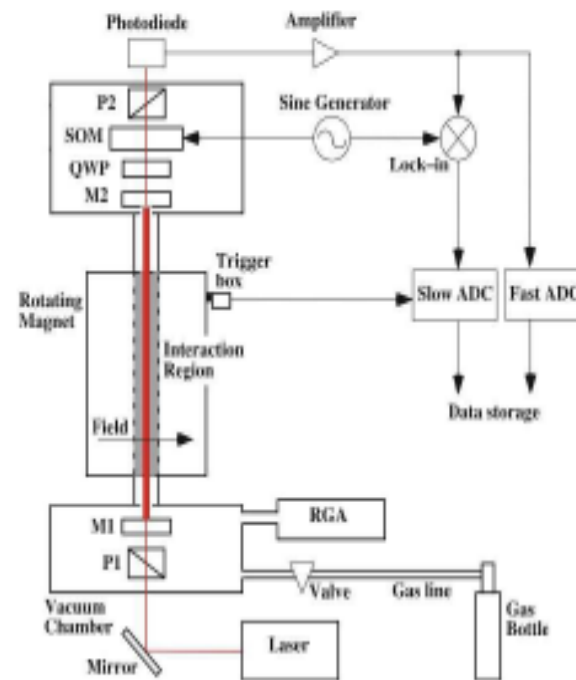 Photodiode
Amplifier
P2
Sine Generator
SOM
QWP
Lock-in
M2
Trigger
box
Rotating
Magnet
Slow ADC
Fast ADC
Interaction
Region
Data storage
Field
RGA
M1
P1
Valve
Gas line
Vacuum
Chamber
Gas
Bottle
Laser
Mirror